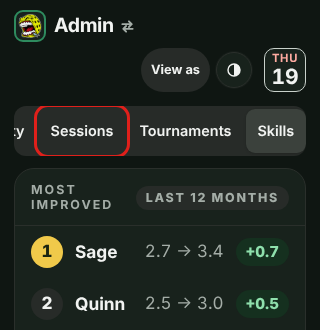 Admin
View as
THU
19
ty Sessions Tournaments Skills
MOST
IMPROVED
LAST 12 MONTHS
1 Sage 2.7 → 3.4 +0.7
2 Quinn 2.5 → 3.0 +0.5